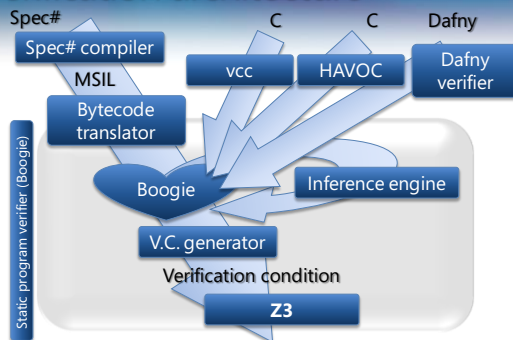 Spec#
C
C
Dafny
Spec# compiler
vcc
HAVOC
Dafny
verifier
MSIL
Bytecode
translator
Static program verifier (Boogie)
Boogie
Inference engine
V.C. generator
Verification condition
Z3